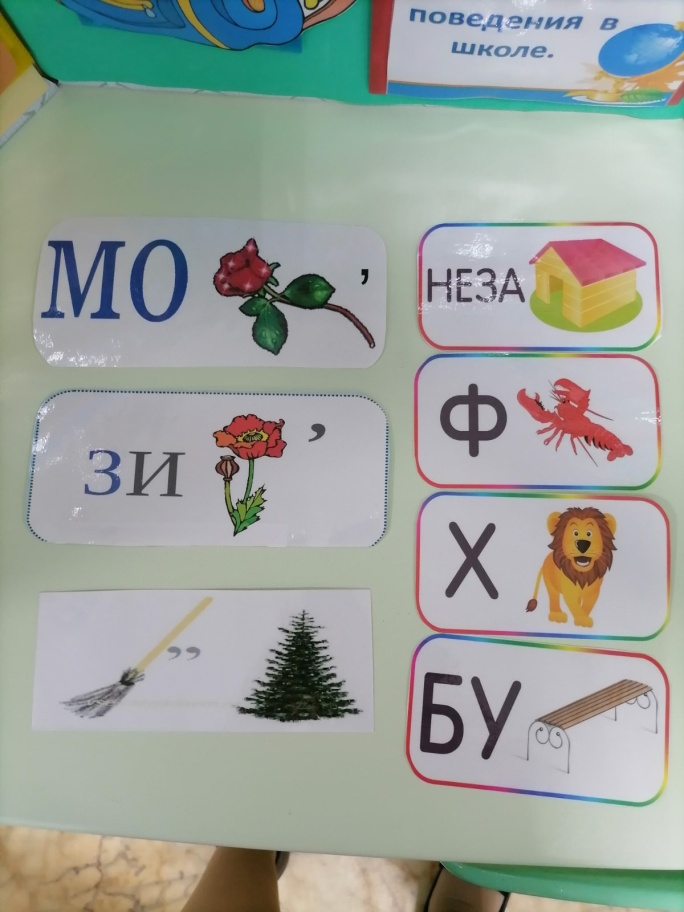 поведения в
школе.
МО ,
НЕЗА
зи ,
Ф
Х
,,
БУ